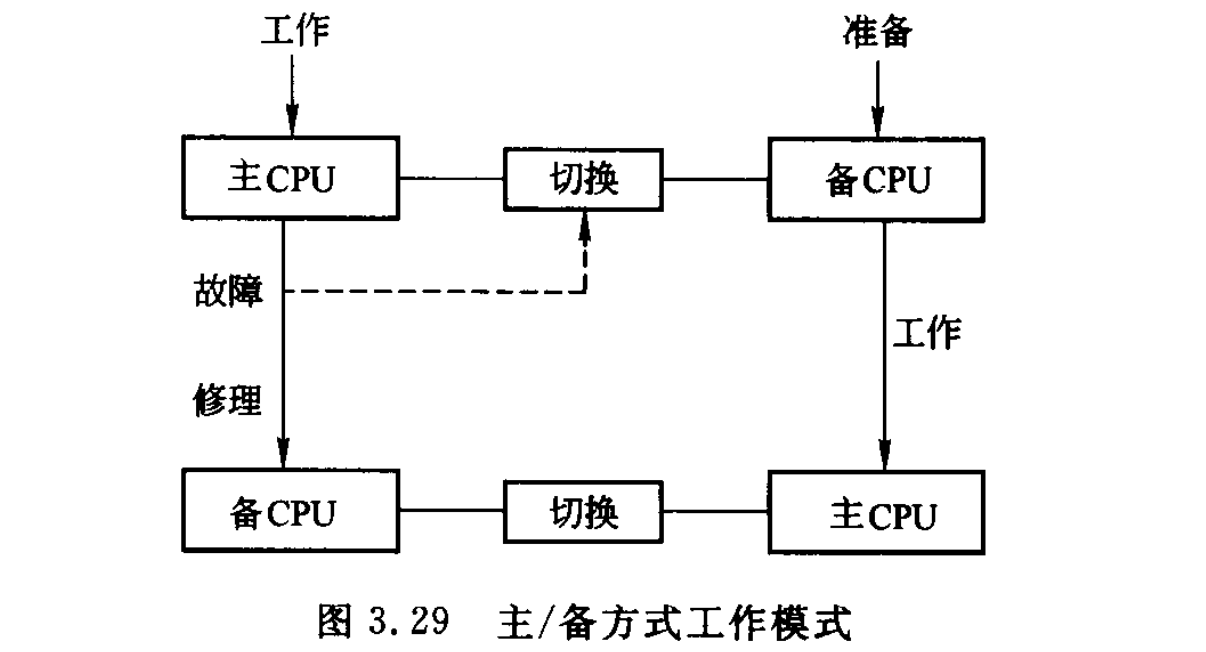 工作
准备
主CPU
切换
备CPU
故障
工作
修理
备CPU
切换
主CPU
图 3.29 主/备方式工作模式